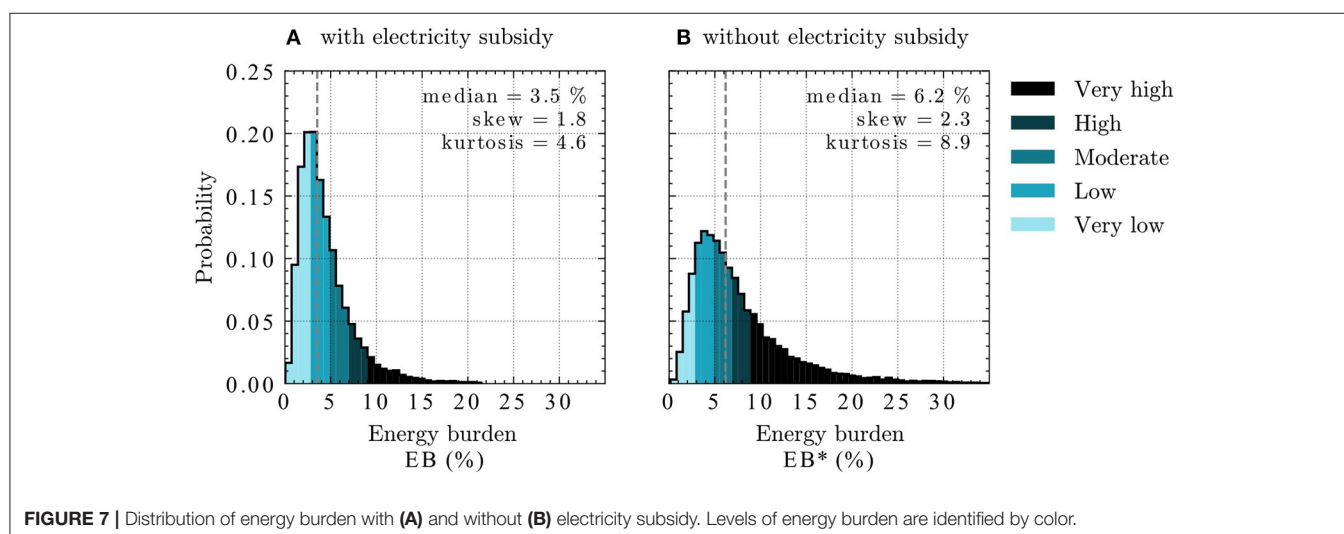 A with electricity subsidy
B without electricity subsidy
0.25
0.20
0.15
0.10
0.05
0.00
Probability
median = 3.5 %
skew = 1.8
kurtosis = 4.6
0 5 10 15 20 25 30
Energy burden
EB (%)
median = 6.2 %
skew = 2.3
kurtosis = 8.9
0 5 10 15 20 25 30
Energy burden
EB* (%)
Very high
High
Moderate
Low
Very low
FIGURE 7 | Distribution of energy burden with (A) and without (B) electricity subsidy. Levels of energy burden are identified by color.